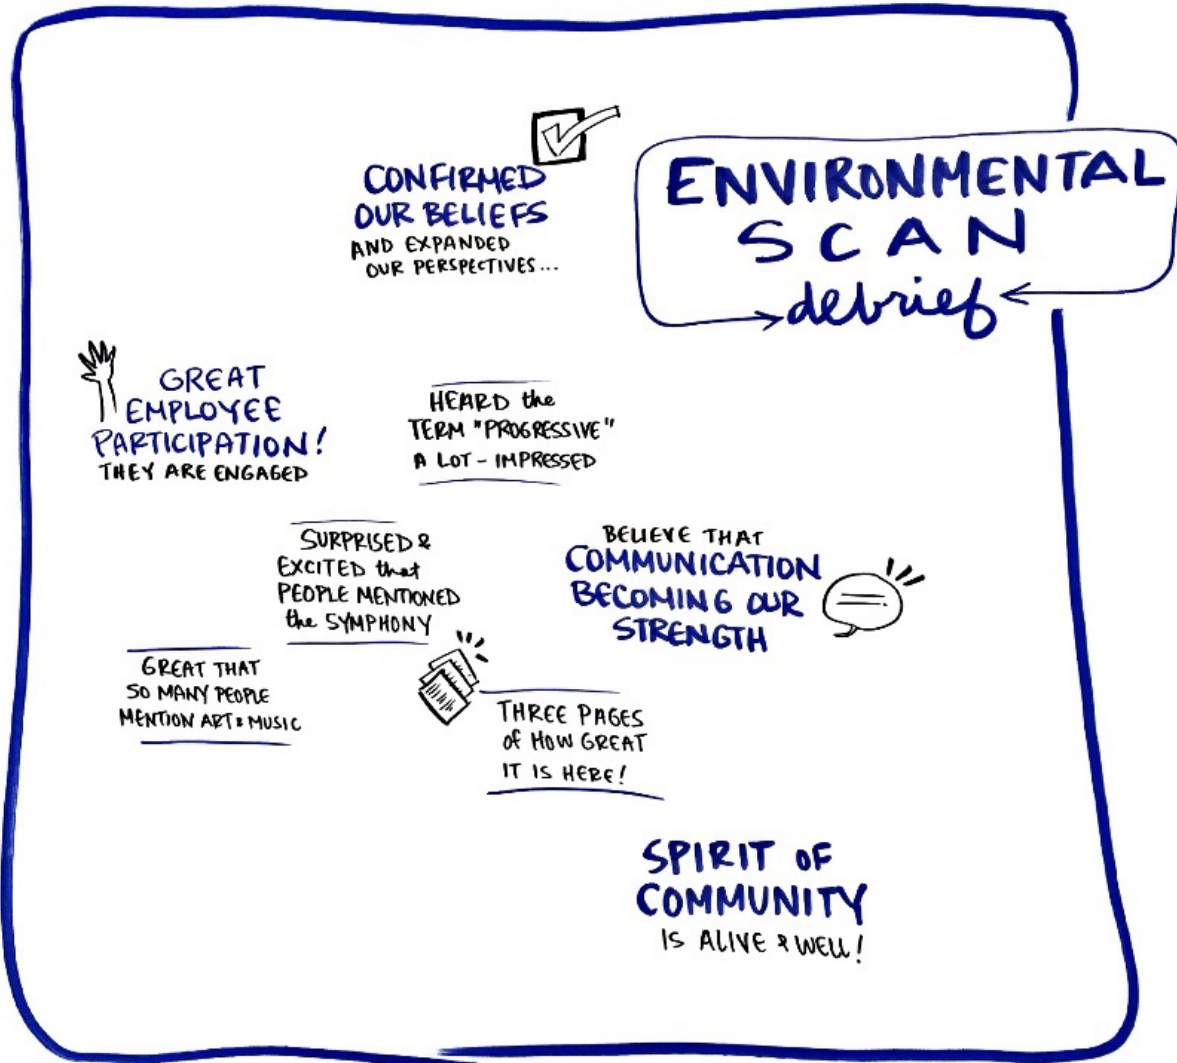 ENVIRONMENTAL
SCAN
debrief
CONFIRMED
OUR BELIEFS
AND EXPANDED
OUR PERSPECTIVES...
GREAT
EMPLOYEE
PARTICIPATION!
THEY ARE ENGAGED
HEARD the
TERM "PROGRESSIVE"
A LOT - IMPRESSED
SURPRISED &
EXCITED that
PEOPLE MENTIONED
the SYMPHONY
BELIEVE THAT
COMMUNICATION
BECOMING OUR
STRENGTH
GREAT THAT
SO MANY PEOPLE
MENTION ART & MUSIC
THREE PAGES
of HOW GREAT
IT IS HERE!
SPIRIT OF
COMMUNITY
IS ALIVE & WELL!